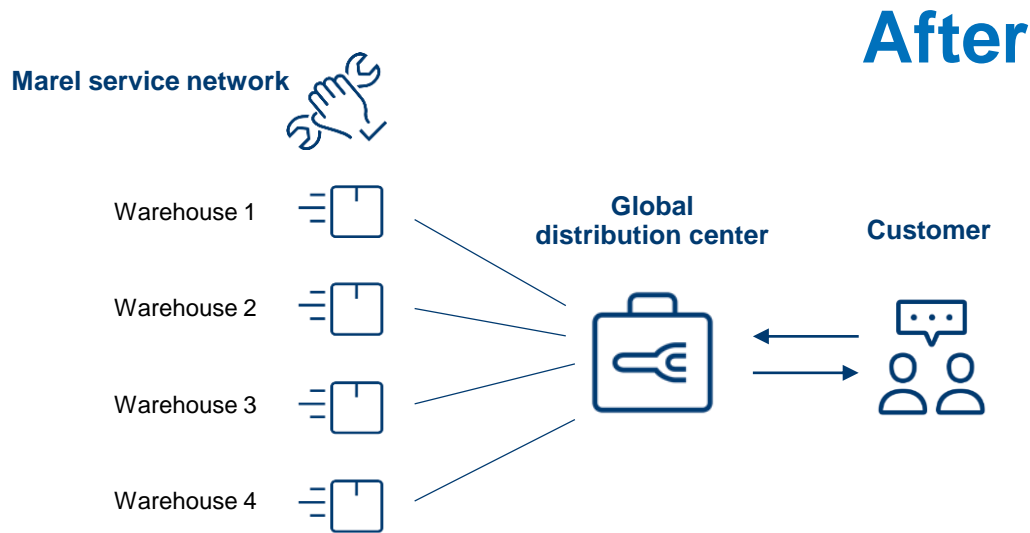 After
Marel service network
Global
distribution center
Customer
Warehouse 1
Warehouse 2
Warehouse 3
Warehouse 4